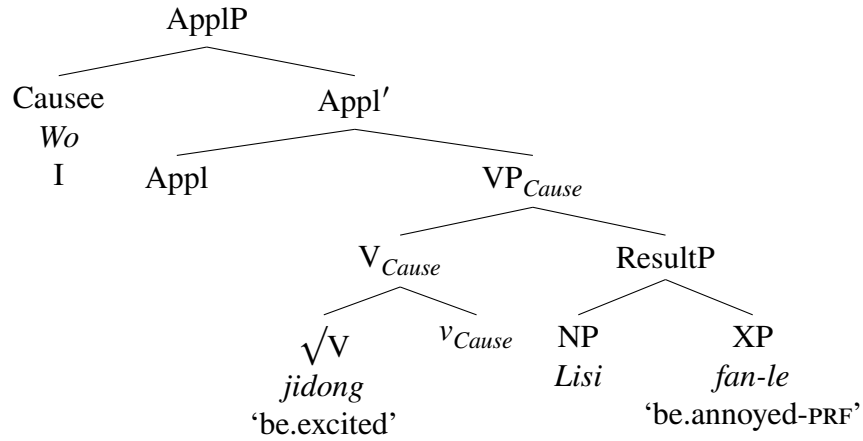 ApplP
Causee Appl′
Wo
I Appl VP_Cause
V_Cause ResultP
√V v_Cause NP XP
jidong Lisi fan-le
‘be.excited’ ‘be.annoyed-PRF’